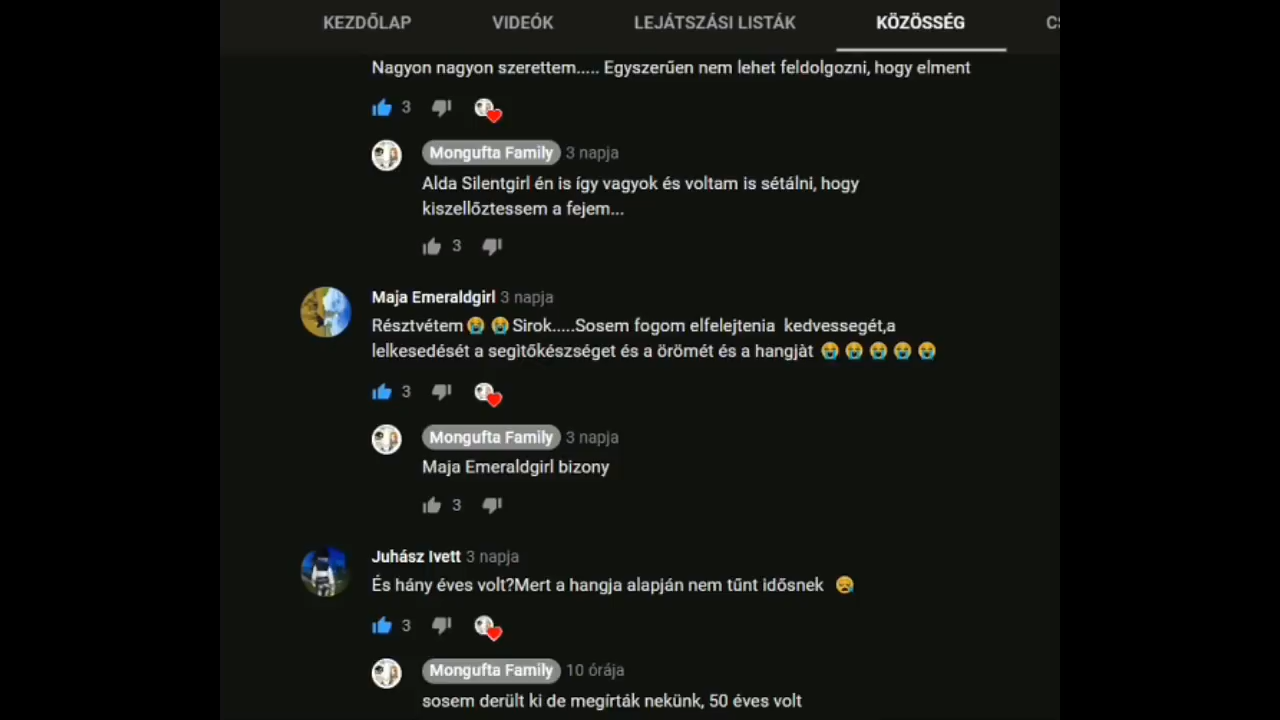 KEZDŐLAP VIDEÓK LEJÁTSZÁSI LISTÁK KÖZÖSSÉG
Nagyon nagyon szerettem..... Egyszerűen nem lehet feldolgozni, hogy elment
3
Mongufta Family 3 napja
Alda Silentgirl én is így vagyok és voltam is sétálni, hogy
kiszellőztessem a fejem...
3
Maja Emeraldgirl 3 napja
Résztvétem😭 😭Sirok.....Sosem fogom elfelejtenia kedvességét,a
lelkesedését a segìtőkészséget és a örömét és a hangjàt 😭 😭 😭 😭 😭
3
Mongufta Family 3 napja
Maja Emeraldgirl bizony
3
Juhász Ivett 3 napja
És hány éves volt?Mert a hangja alapján nem tűnt idősnek 😪
3
Mongufta Family 10 órája
sosem derült ki de megírták nekünk, 50 éves volt